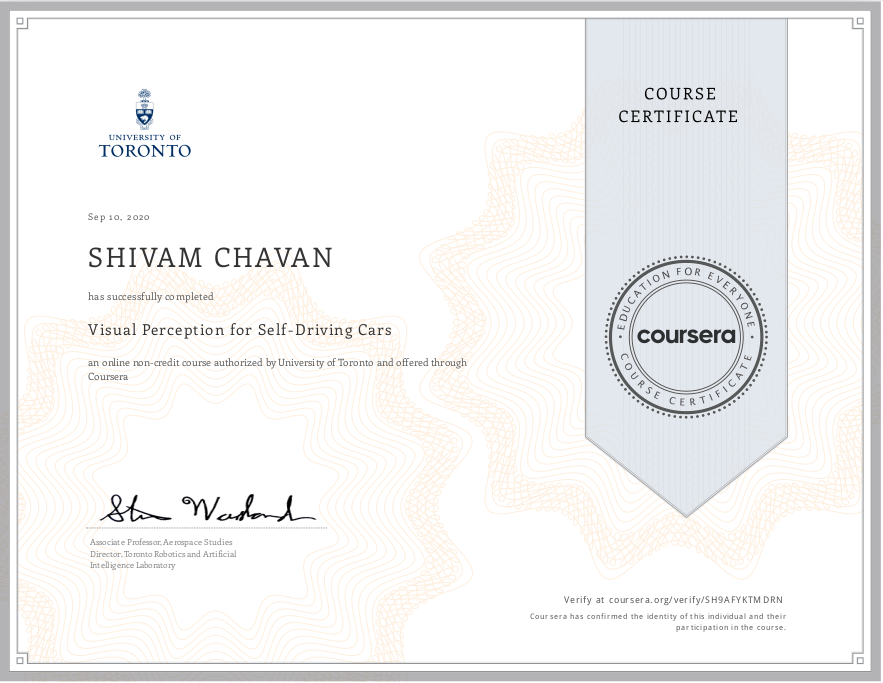 COURSE
CERTIFICATE
UNIVERSITY OF
TORONTO
Sep 10, 2020
SHIVAM CHAVAN
has successfully completed
Visual Perception for Self-Driving Cars
an online non-credit course authorized by University of Toronto and offered through
Coursera
EDUCATION FOR EVERYONE
coursera
COURSE CERTIFICATE
Associate Professor, Aerospace Studies
Director, Toronto Robotics and Artificial
Intelligence Laboratory
Verify at coursera.org/verify/SH9AFYKTMDRN
Coursera has confirmed the identity of this individual and their
participation in the course.